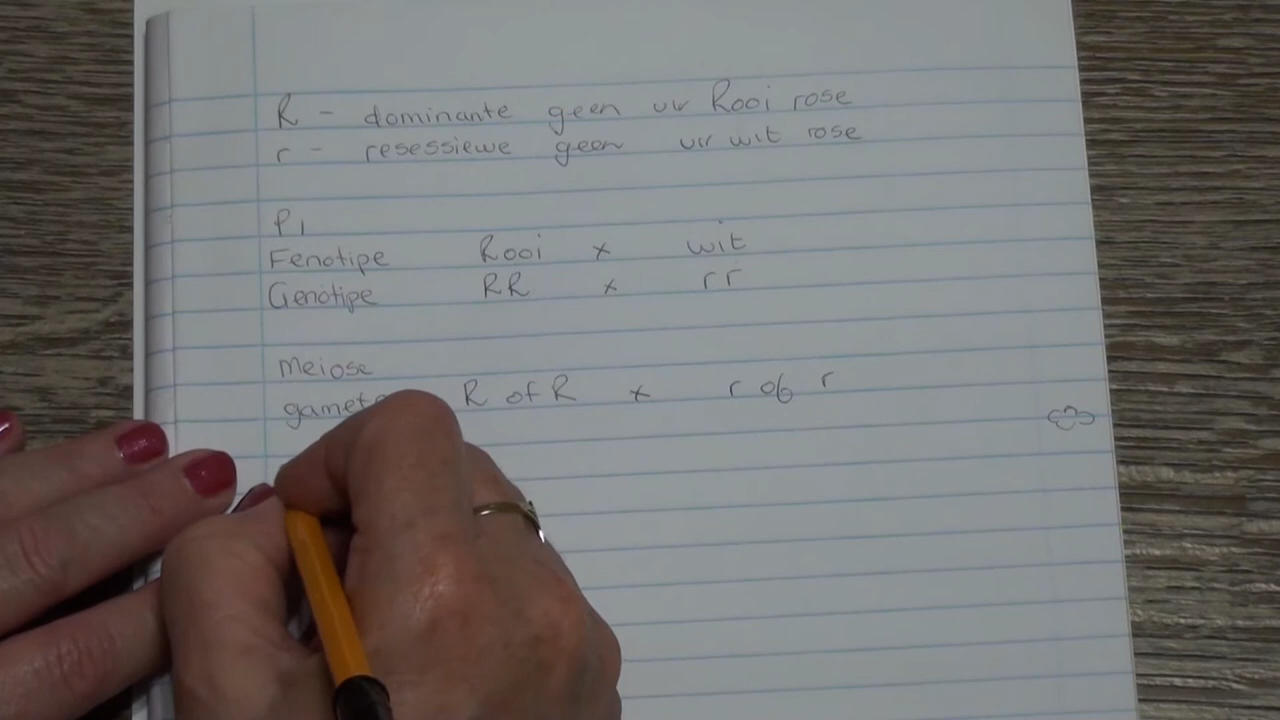 R - dominante geen vir Rooi rose
r - resessiewe geen vir wit rose
P1
Fenotipe Rooi x wit
Genotipe RR x rr
Meiose
gamete R of R x r of r